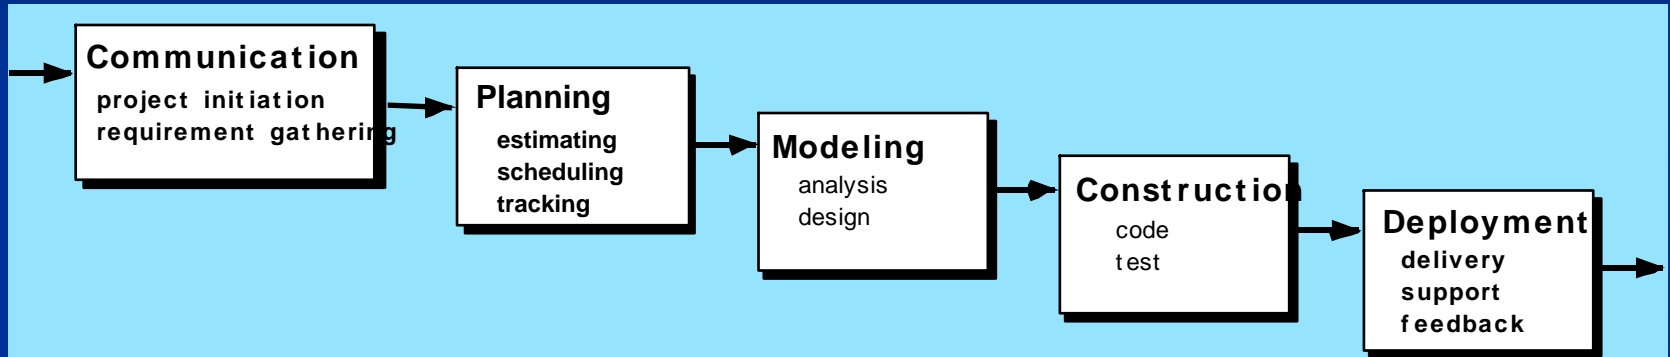 Communication
project initiation
requirement gathering
Planning
estimating
scheduling
tracking
Modeling
analysis
design
Construction
code
test
Deployment
delivery
support
feedback